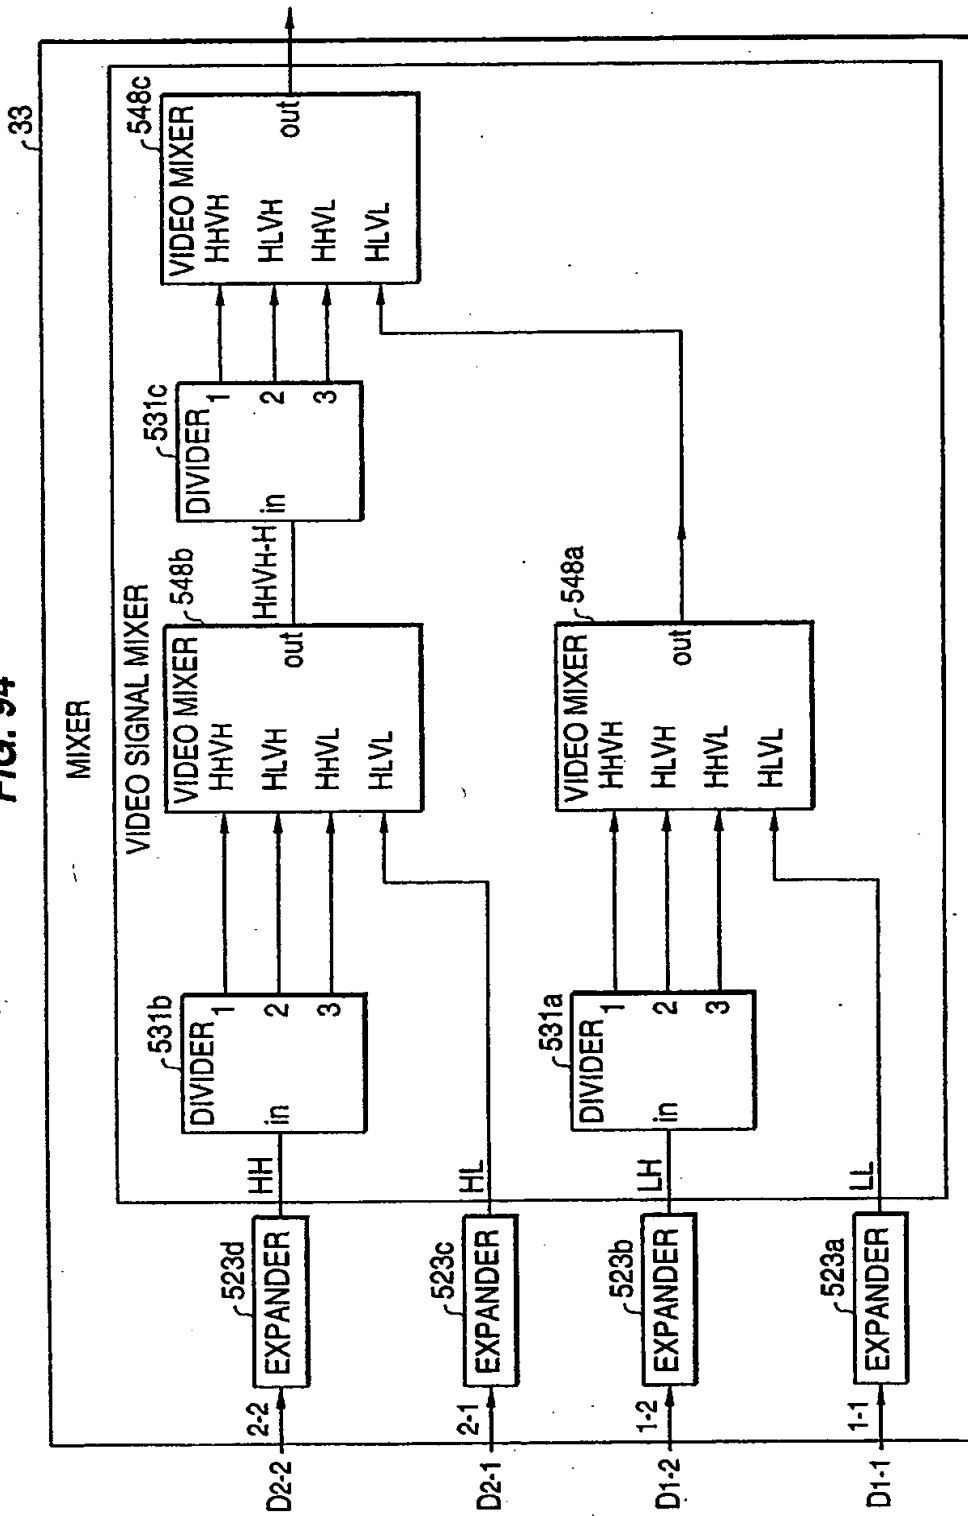 FIG. 94
MIXER
33
VIDEO SIGNAL MIXER
D2-2
2-2
EXPANDER
523d
HH
DIVIDER
531b
in
1
2
3
VIDEO MIXER
548b
HHVH
HLVH
HHVL
HLVL
out
HHVH-H
DIVIDER
531c
in
1
2
3
VIDEO MIXER
548c
HHVH
HLVH
HHVL
HLVL
out
D2-1
2-1
EXPANDER
523c
HL
D1-2
1-2
EXPANDER
523b
LH
DIVIDER
531a
in
1
2
3
VIDEO MIXER
548a
HHVH
HLVH
HHVL
HLVL
out
D1-1
1-1
EXPANDER
523a
LL